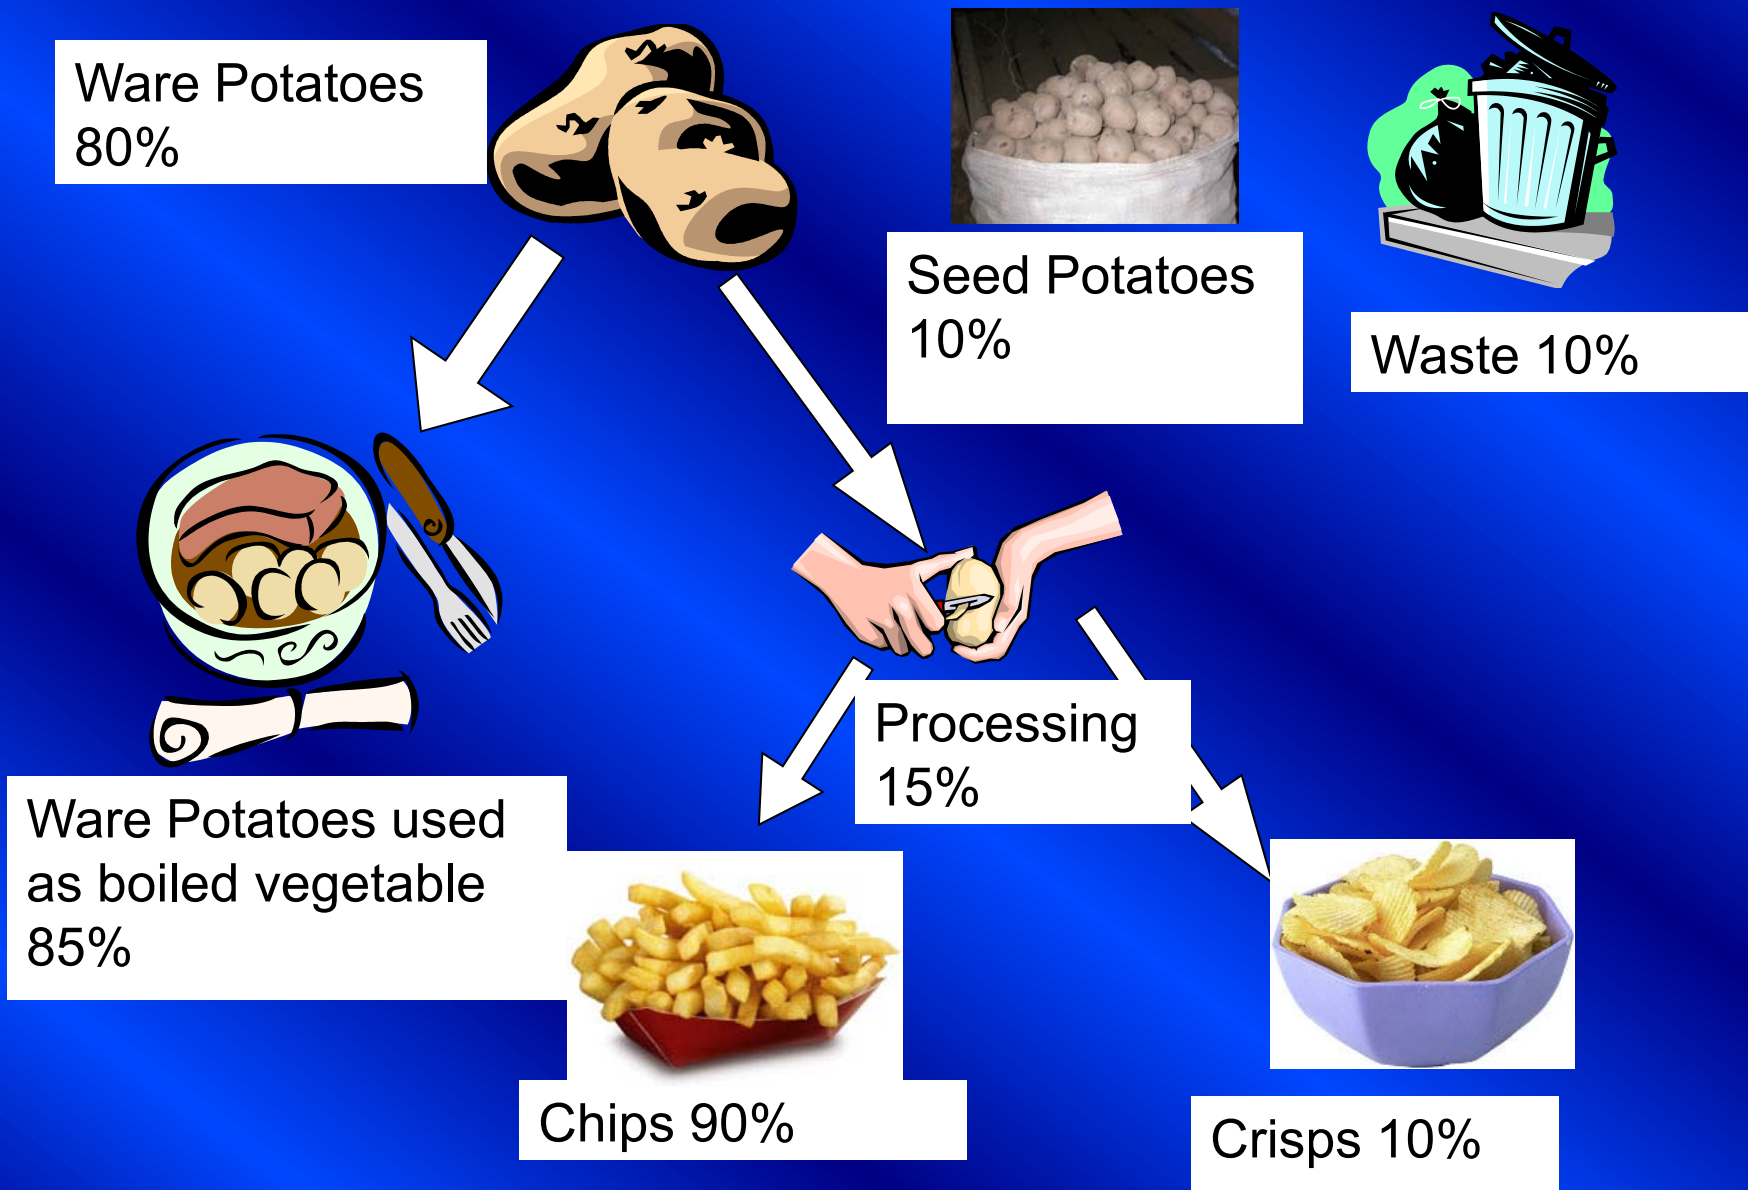 Ware Potatoes
80%
Seed Potatoes
10%
Waste 10%
Processing
15%
Ware Potatoes used
as boiled vegetable
85%
Chips 90%
Crisps 10%